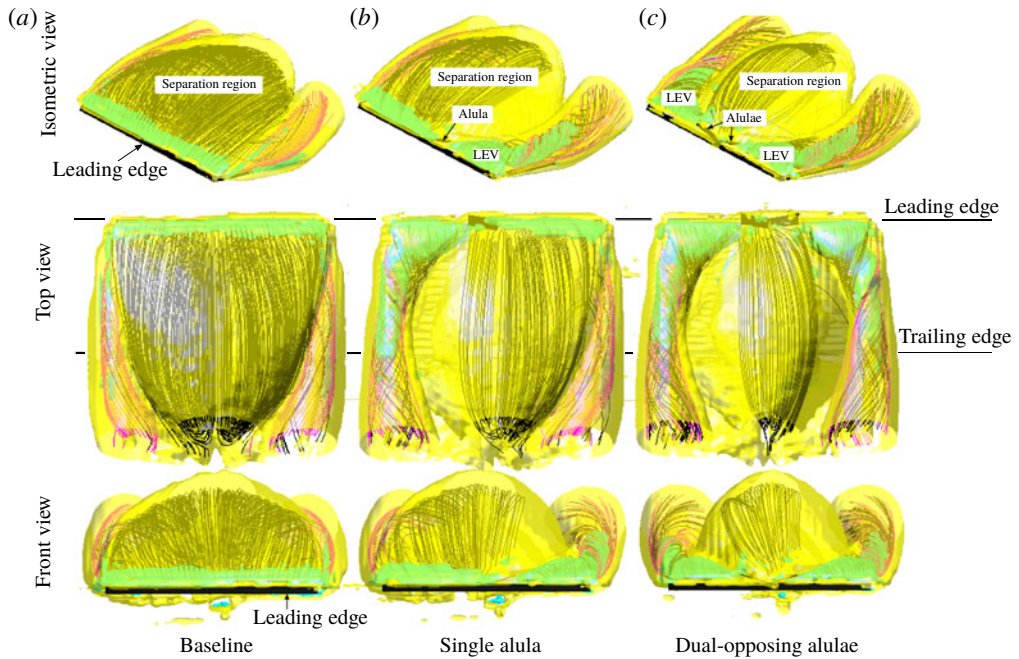 (a)
(b)
(c)
Isometric view
Separation region
Separation region
Separation region
Alula
LEV
LEV
Alulae
LEV
Leading edge
Leading edge
Top view
Trailing edge
Front view
Leading edge
Baseline
Single alula
Dual-opposing alulae